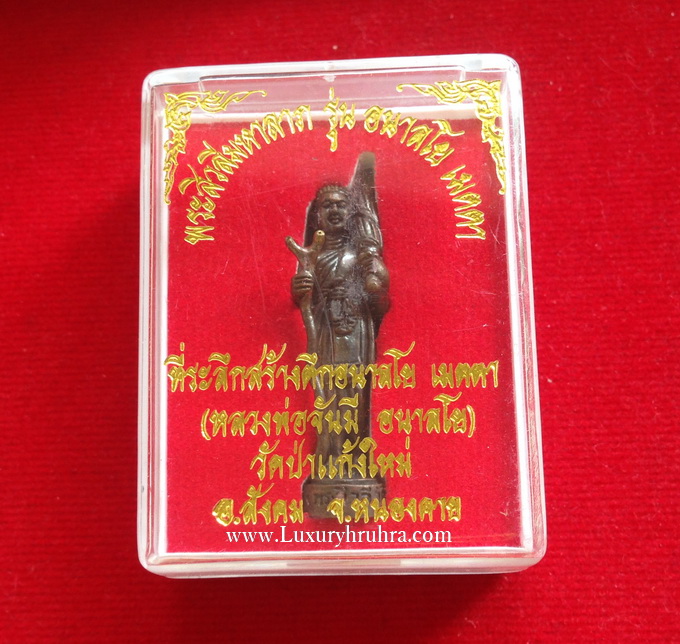 พระสิวลีมหาลาภ รุ่น อนาลโย เมตตา
ที่ระลึกสร้างตึกอนาลโย เมตตา
(หลวงพ่อจันมี อนาลโย)
วัดป่าแก้งใหม่
อ.สังคม จ.หนองคาย
www.Luxuryhruhra.com